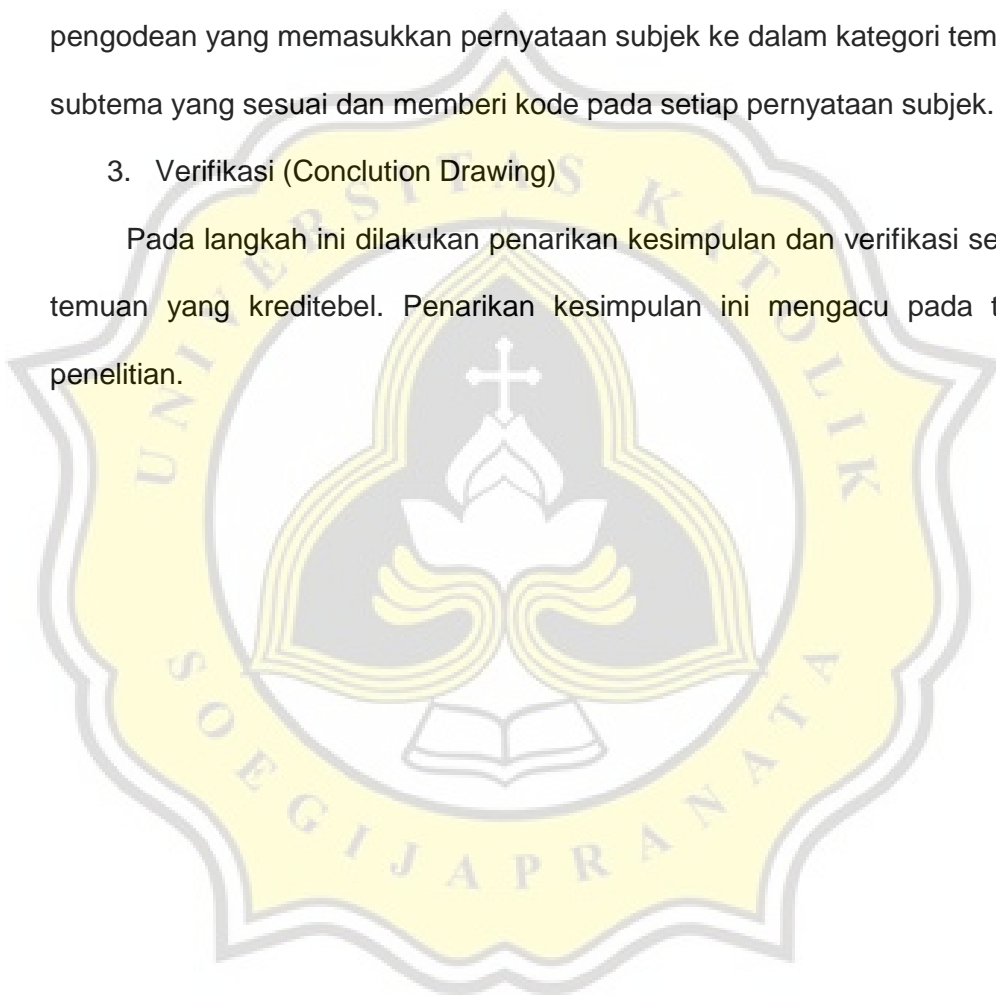 pengodean yang memasukkan pernyataan subjek ke dalam kategori tem
subtema yang sesuai dan memberi kode pada setiap pernyataan subjek.
3. Verifikasi (Conclution Drawing)
Pada langkah ini dilakukan penarikan kesimpulan dan verifikasi se
temuan yang kreditebel. Penarikan kesimpulan ini mengacu pada t
penelitian.
UNIVERSITAS KATOLIK
SOEGIJAPRANATA